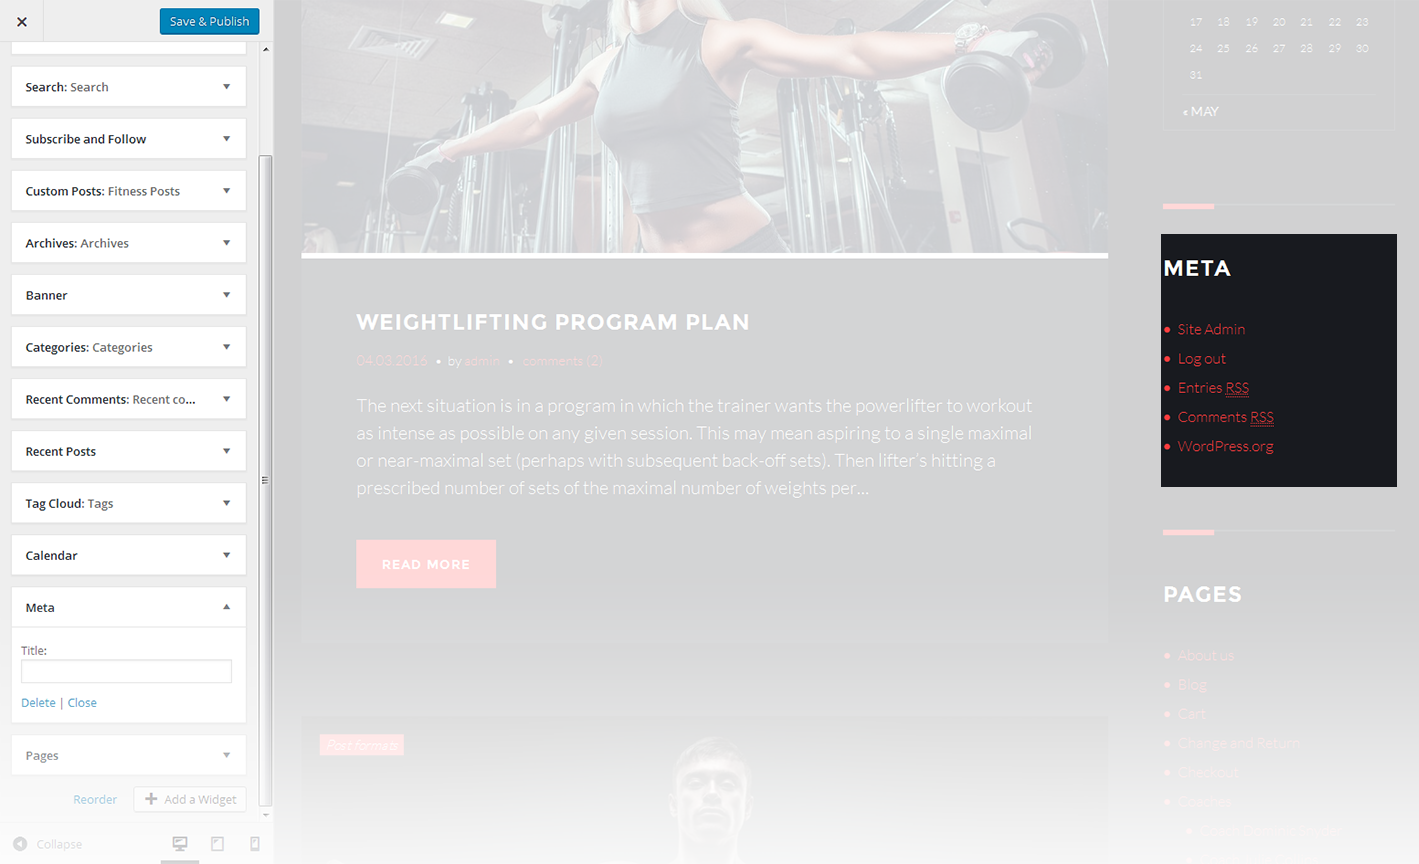 Save & Publish
Search: Search
Subscribe and Follow
Custom Posts: Fitness Posts
Archives: Archives
Banner
Categories: Categories
Recent Comments: Recent co...
Recent Posts
Tag Cloud: Tags
Calendar
Meta
Title:
Delete | Close
Pages
Reorder
Add a Widget
Collapse
WEIGHTLIFTING PROGRAM PLAN
04.03.2016 • by admin • comments (2)
The next situation is in a program in which the trainer wants the powerlifter to workout
as intense as possible on any given session. This may mean aspiring to a single maximal
or near-maximal set (perhaps with subsequent back-off sets). Then lifter's hitting a
prescribed number of sets of the maximal number of weights per...
READ MORE
Post formats
17 18 19 20 21 22 23
24 25 26 27 28 29 30
31
« MAY
META
Site Admin
Log out
Entries RSS
Comments RSS
WordPress.org
PAGES
About us
Blog
Cart
Change and Return
Checkout